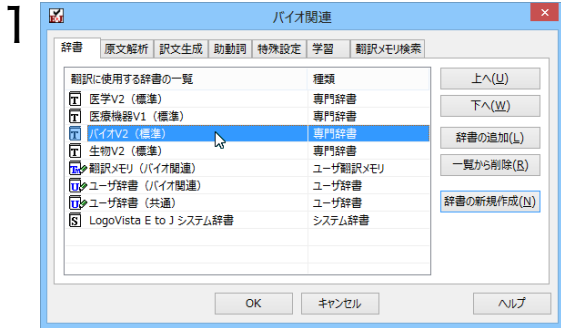 1
バイオ関連
辞書 原文解析 訳文生成 助動詞 特殊設定 学習 翻訳メモリ検索
翻訳に使用する辞書の一覧 種類
医学V2（標準） 専門辞書
医療機器V1（標準） 専門辞書
バイオV2（標準） 専門辞書
生物V2（標準） 専門辞書
翻訳メモリ（バイオ関連） ユーザ翻訳メモリ
ユーザ辞書（バイオ関連） ユーザ辞書
ユーザ辞書（共通） ユーザ辞書
LogoVista E to J システム辞書 システム辞書
上へ(U)
下へ(W)
辞書の追加(L)
一覧から削除(R)
辞書の新規作成(N)
OK キャンセル ヘルプ